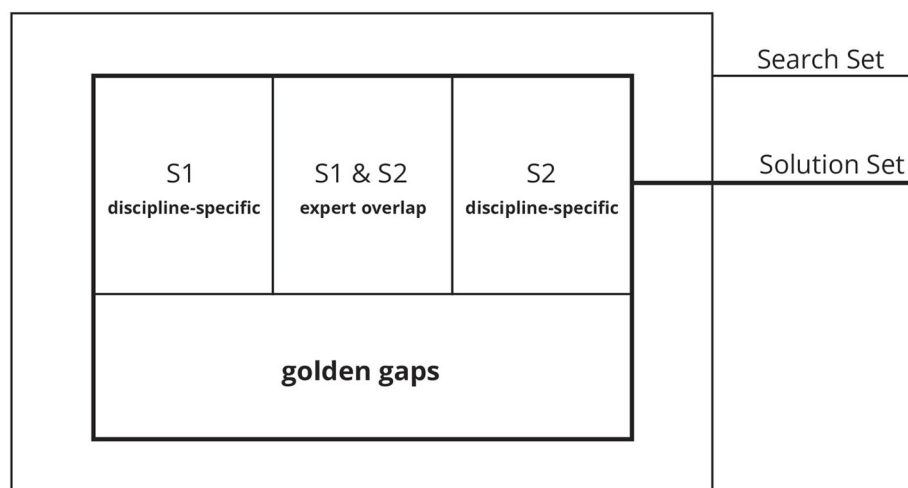 Search Set
Solution Set
S1
discipline-specific
S1 & S2
expert overlap
S2
discipline-specific
golden gaps